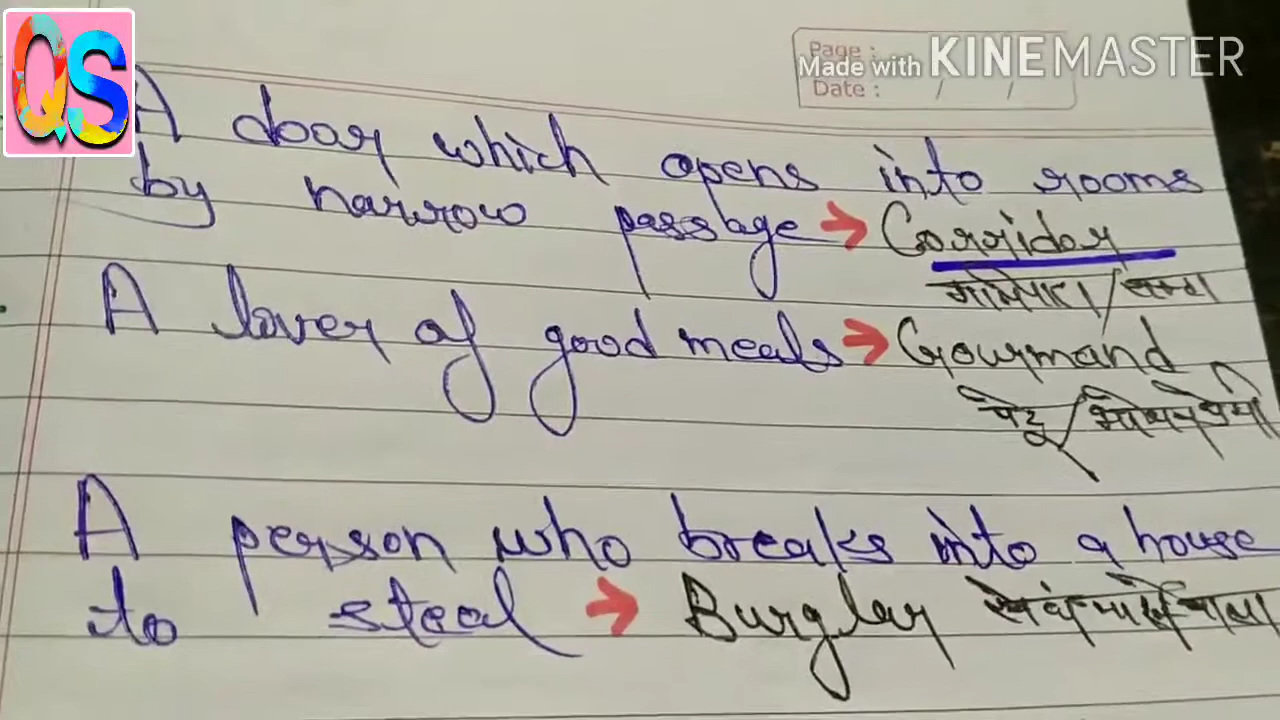 QS
Page :
Made with KINEMASTER
Date : / /
A door which opens into rooms
by narrow passage → Corridor
गलियारा /
A lover of good meals → Gourmand
पेटू / भोजनप्रेमी
A person who breaks into a house
to steal → Burglar